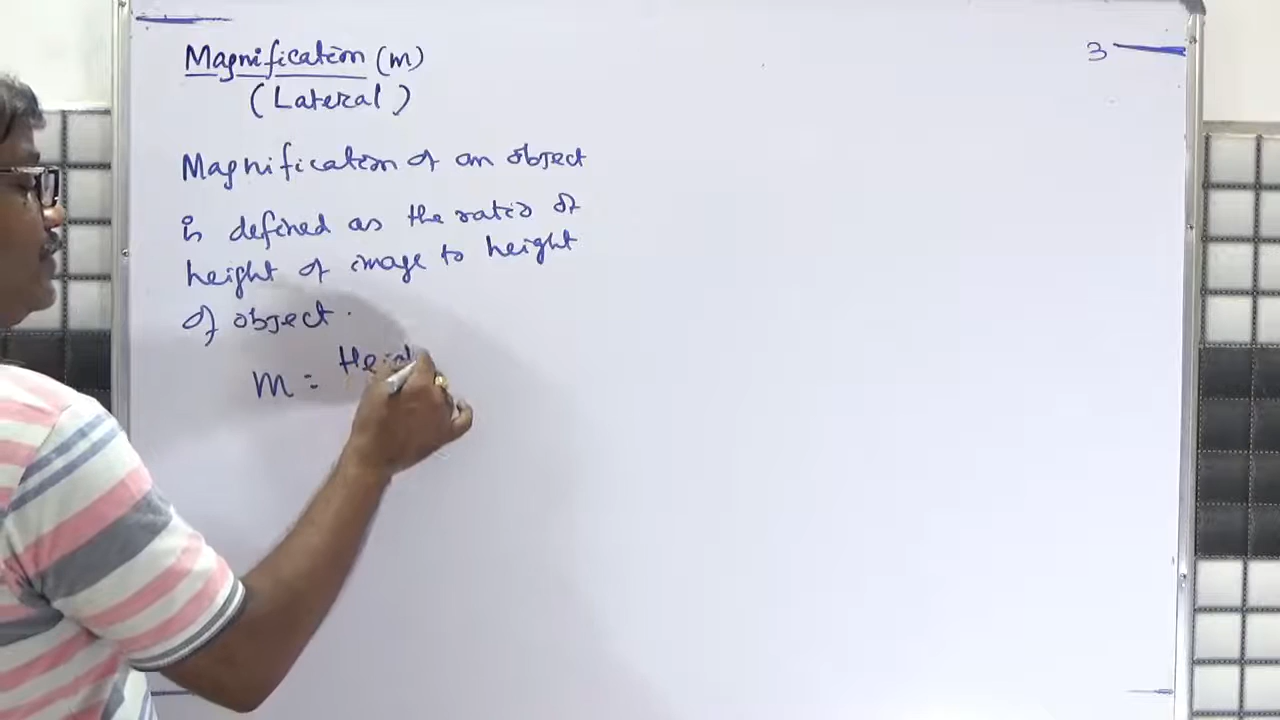 Magnification (m)
(Lateral)
3
Magnification of an object
is defined as the ratio of
height of image to height
of object.
m = Heig